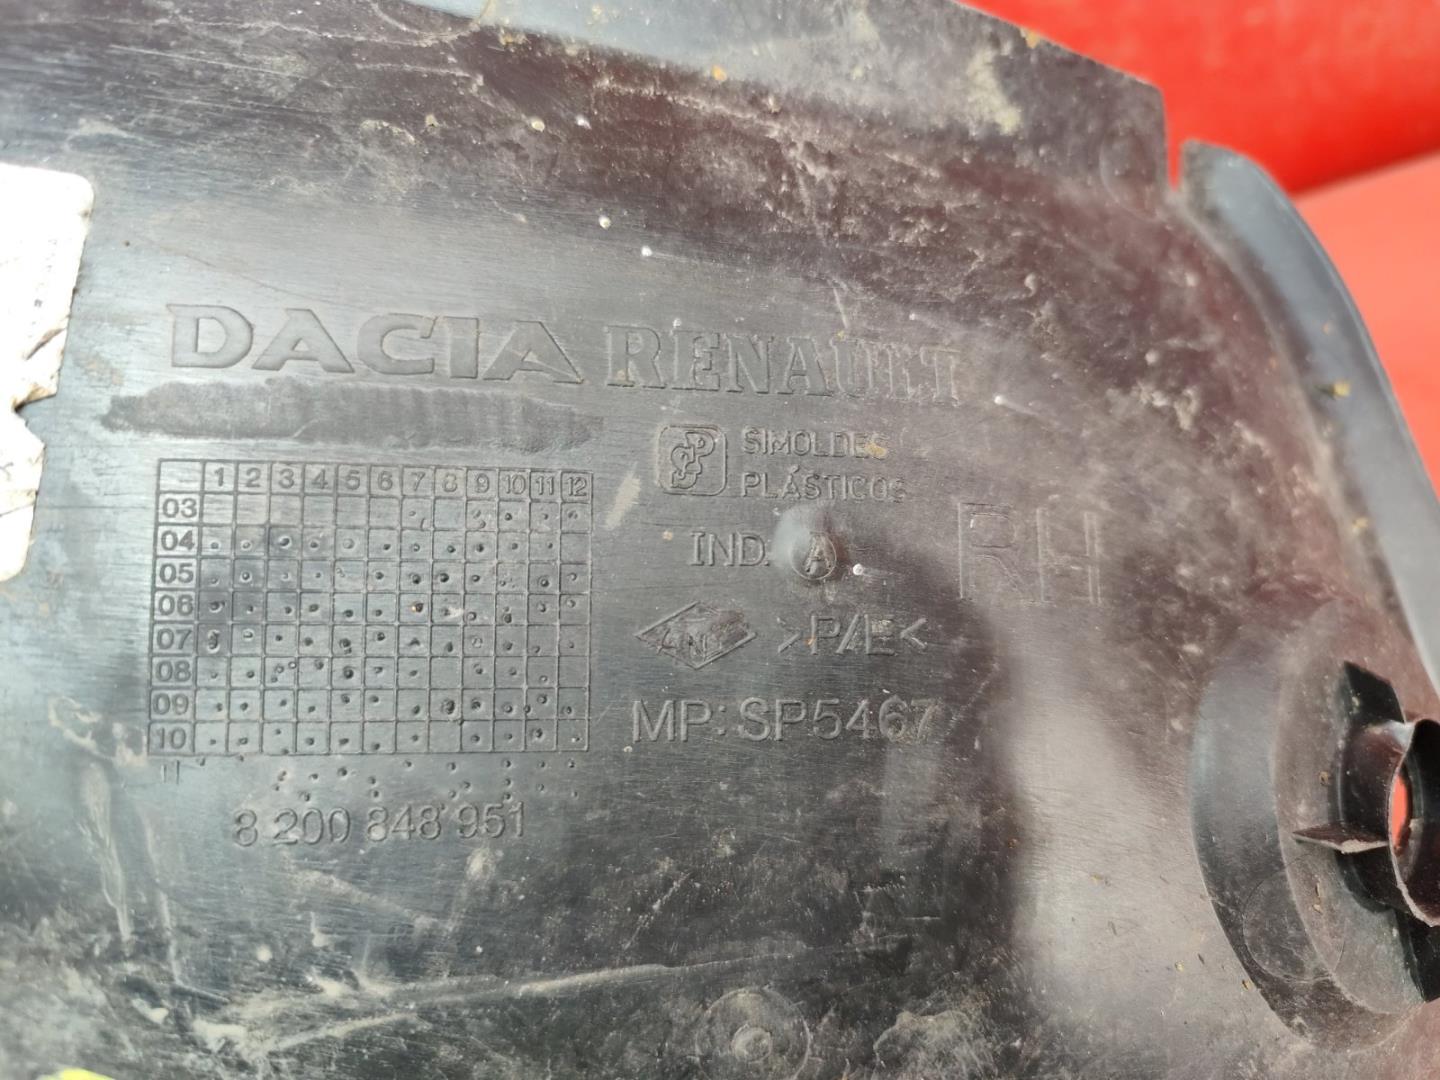 DACIA RENAULT
SIMOLDES
PLÁSTICOS
1 2 3 4 5 6 7 8 9 10 11 12
03
04
05
06
07
08
09
10
11
IND. A
RH
>P/E<
MP: SP5467
8 200 848 951